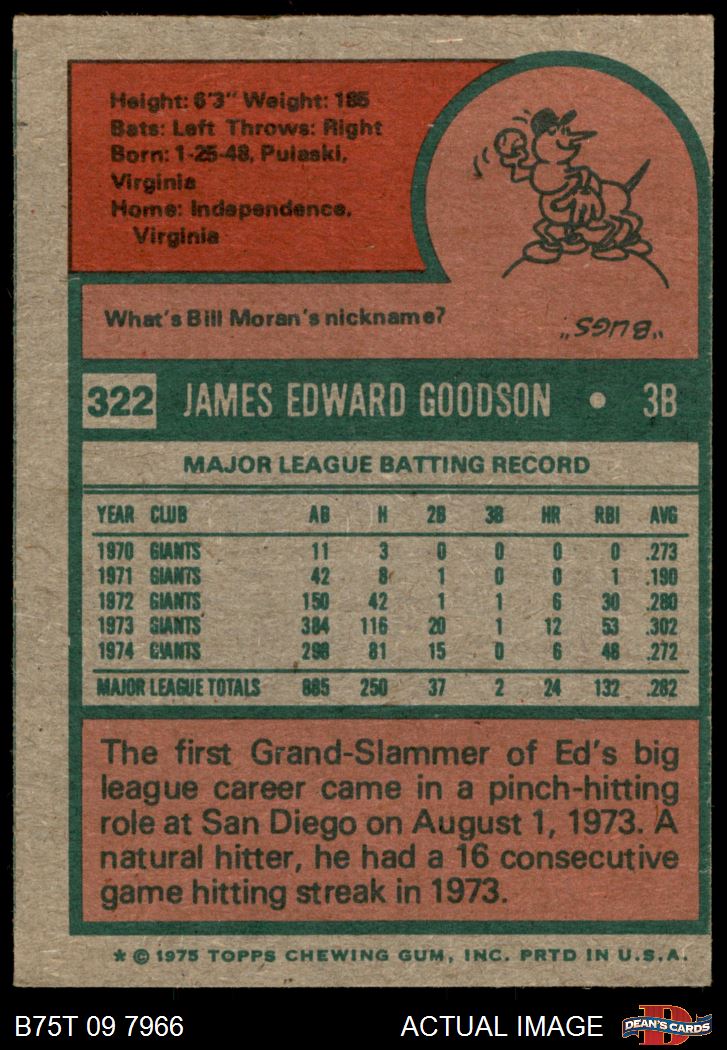 Height: 6'3" Weight: 185
Bats: Left Throws: Right
Born: 1-25-48, Pulaski,
Virginia
Home: Independence,
Virginia
What's Bill Moran's nickname?
"BUGS"
322 JAMES EDWARD GOODSON • 3B
MAJOR LEAGUE BATTING RECORD
YEAR CLUB AB H 2B 3B HR RBI AVG
1970 GIANTS 11 3 0 0 0 0 .273
1971 GIANTS 42 8 1 0 0 1 .190
1972 GIANTS 150 42 1 1 6 30 .280
1973 GIANTS 384 116 20 1 12 53 .302
1974 GIANTS 298 81 15 0 6 48 .272
MAJOR LEAGUE TOTALS 885 250 37 2 24 132 .282
The first Grand-Slammer of Ed's big
league career came in a pinch-hitting
role at San Diego on August 1, 1973. A
natural hitter, he had a 16 consecutive
game hitting streak in 1973.
* © 1975 TOPPS CHEWING GUM, INC. PRTD IN U.S.A.
B75T 09 7966 ACTUAL IMAGE
D
DEAN'S CARDS